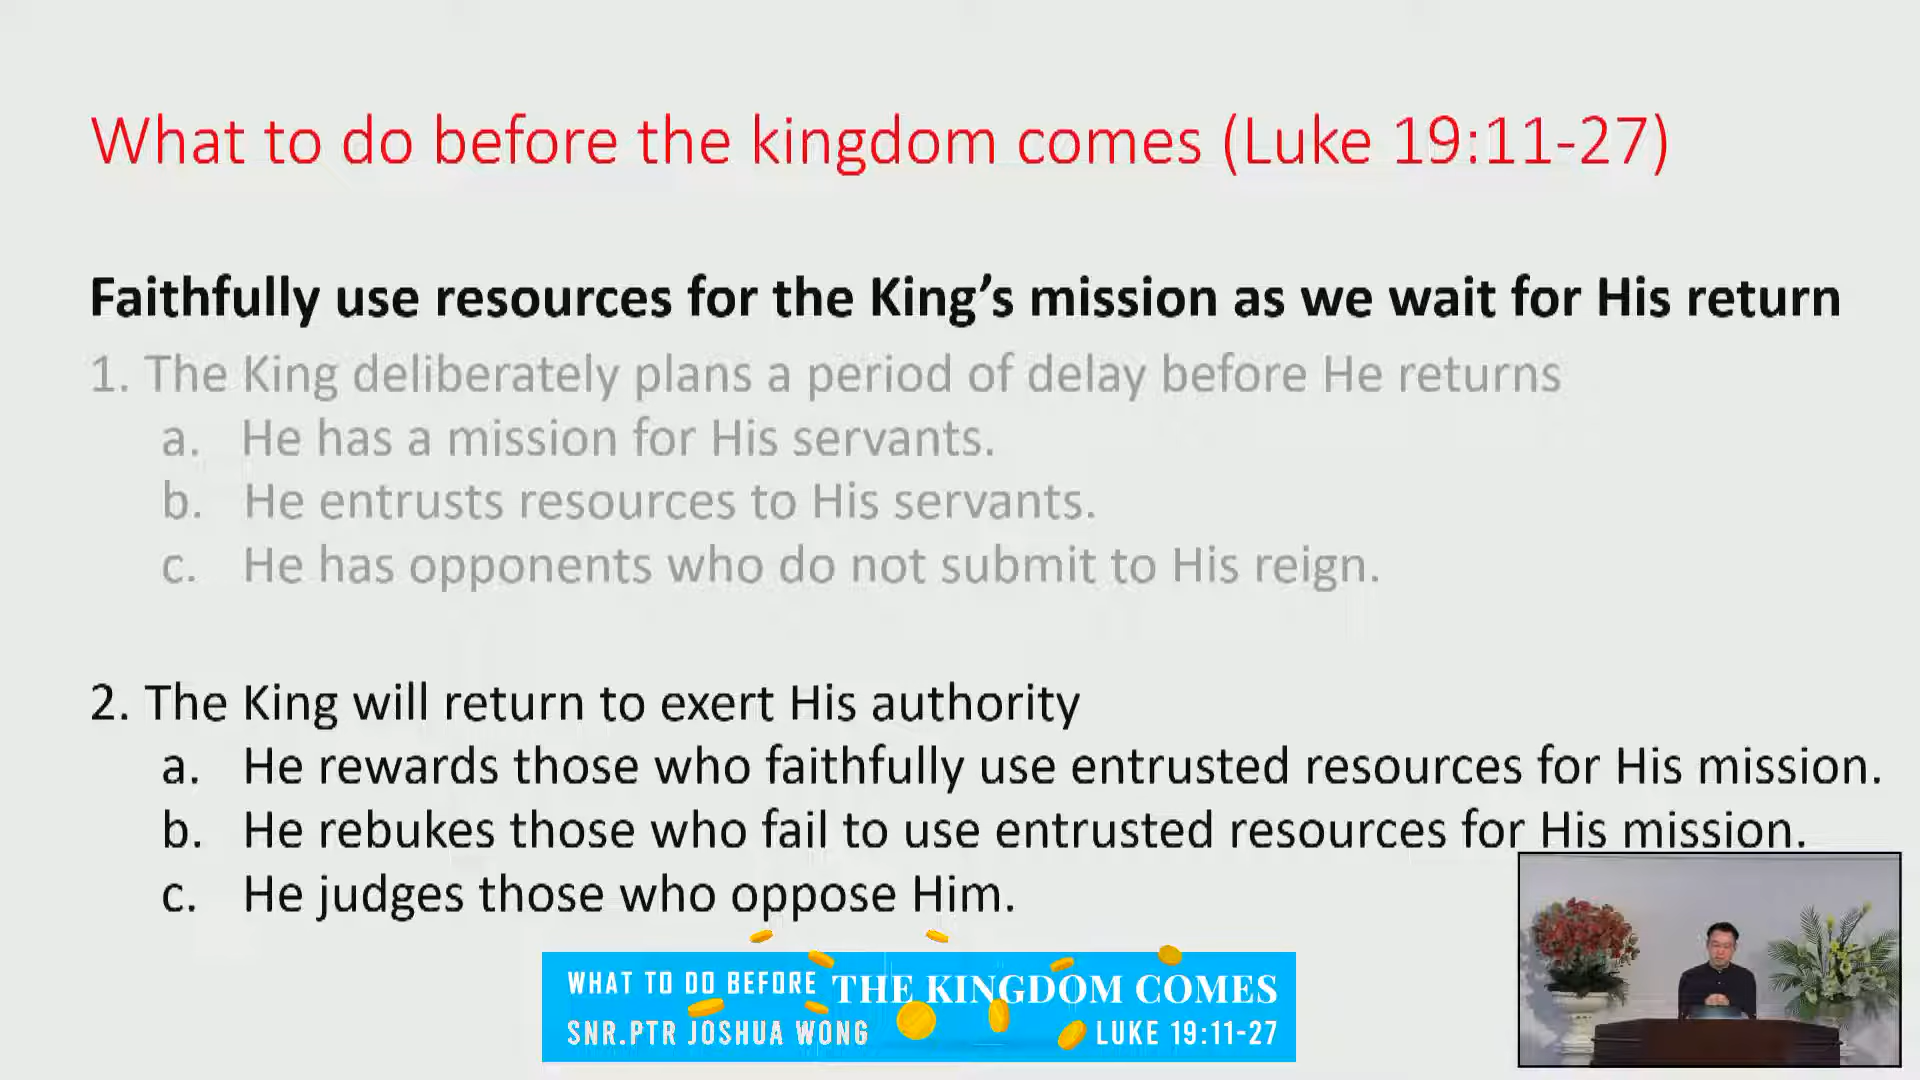 What to do before the kingdom comes (Luke 19:11-27)
Faithfully use resources for the King’s mission as we wait for His return
1. The King deliberately plans a period of delay before He returns
a. He has a mission for His servants.
b. He entrusts resources to His servants.
c. He has opponents who do not submit to His reign.
2. The King will return to exert His authority
a. He rewards those who faithfully use entrusted resources for His mission.
b. He rebukes those who fail to use entrusted resources for His mission.
c. He judges those who oppose Him.
WHAT TO DO BEFORE THE KINGDOM COMES
SNR.PTR JOSHUA WONG LUKE 19:11-27